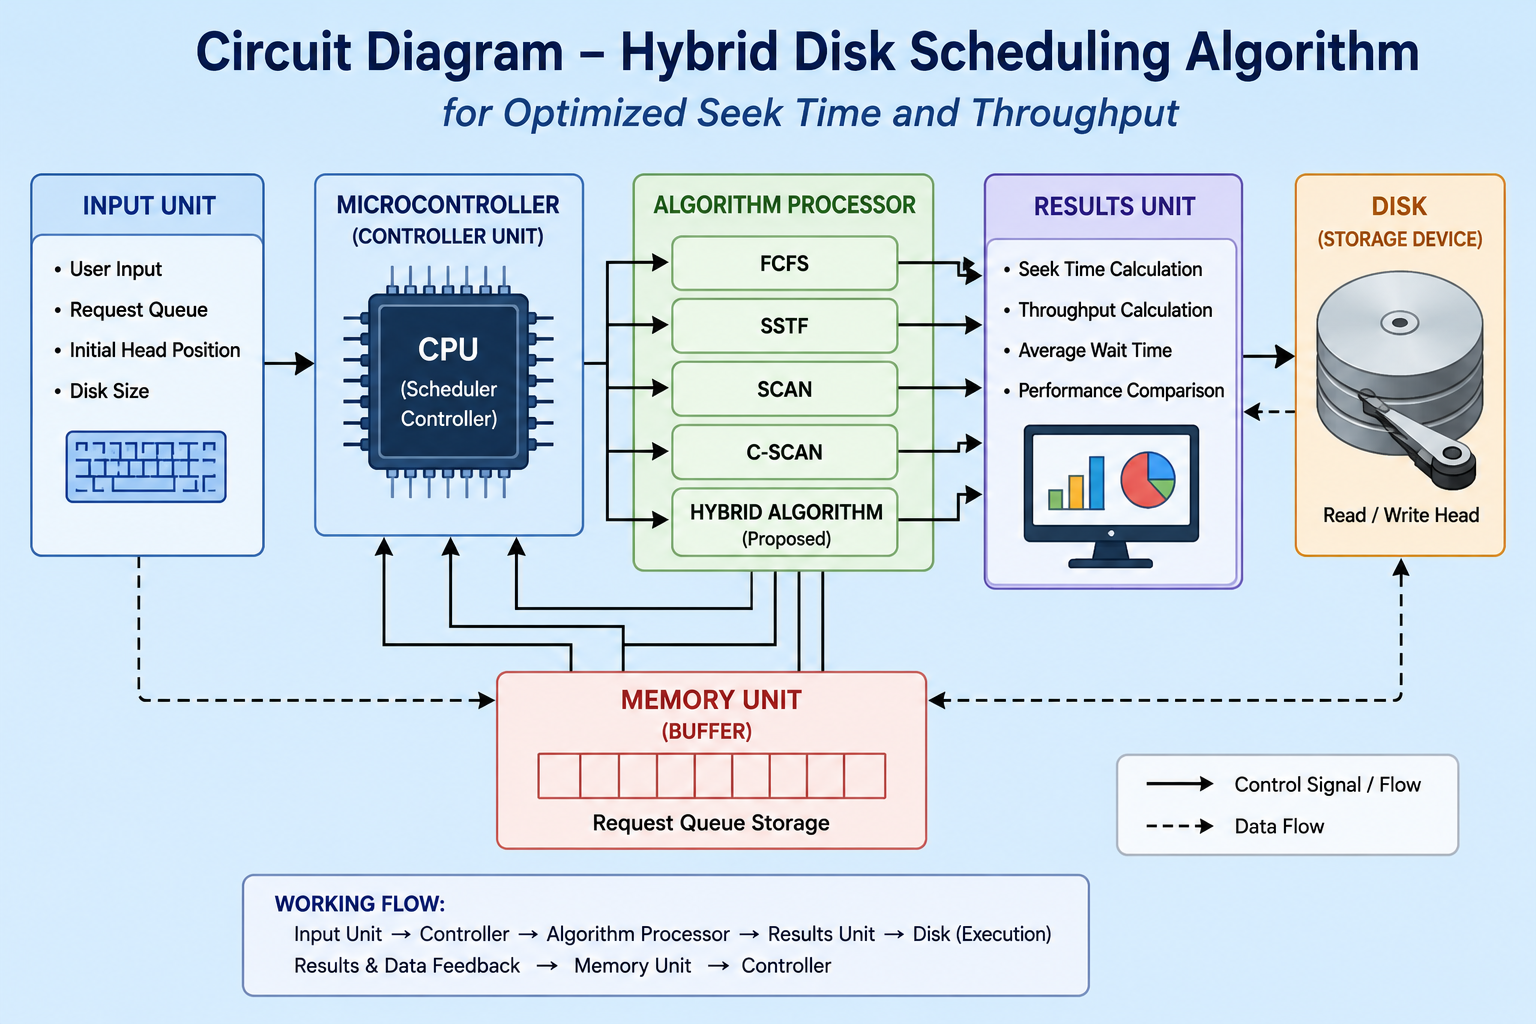 Circuit Diagram – Hybrid Disk Scheduling Algorithm
for Optimized Seek Time and Throughput
INPUT UNIT
• User Input
• Request Queue
• Initial Head Position
• Disk Size
MICROCONTROLLER
(CONTROLLER UNIT)
CPU
(Scheduler
Controller)
ALGORITHM PROCESSOR
FCFS
SSTF
SCAN
C-SCAN
HYBRID ALGORITHM
(Proposed)
RESULTS UNIT
• Seek Time Calculation
• Throughput Calculation
• Average Wait Time
• Performance Comparison
DISK
(STORAGE DEVICE)
Read / Write Head
MEMORY UNIT
(BUFFER)
Request Queue Storage
Control Signal / Flow
Data Flow
WORKING FLOW:
Input Unit → Controller → Algorithm Processor → Results Unit → Disk (Execution)
Results & Data Feedback → Memory Unit → Controller